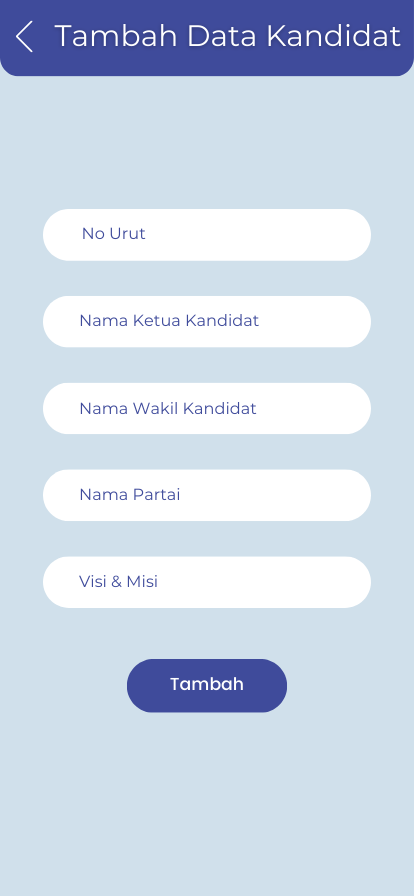 Tambah Data Kandidat
No Urut
Nama Ketua Kandidat
Nama Wakil Kandidat
Nama Partai
Visi & Misi
Tambah